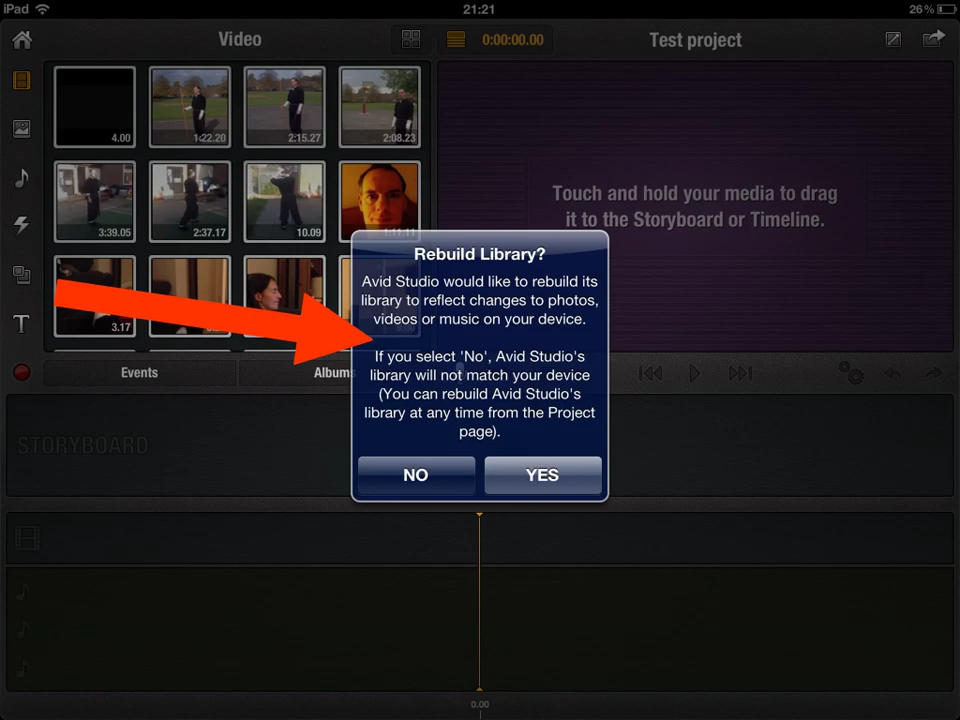 iPad
21:21
26%
Video
0:00:00.00
Test project
4.00
1:22.20
2:15.27
2:08.23
3:39.05
2:37.17
10.09
1:11.11
3.17
Touch and hold your media to drag
it to the Storyboard or Timeline.
Rebuild Library?
Avid Studio would like to rebuild its
library to reflect changes to photos,
videos or music on your device.
If you select 'No', Avid Studio's
library will not match your device
(You can rebuild Avid Studio's
library at any time from the Project
page).
NO
YES
T
Events
Albums
STORYBOARD
0.00